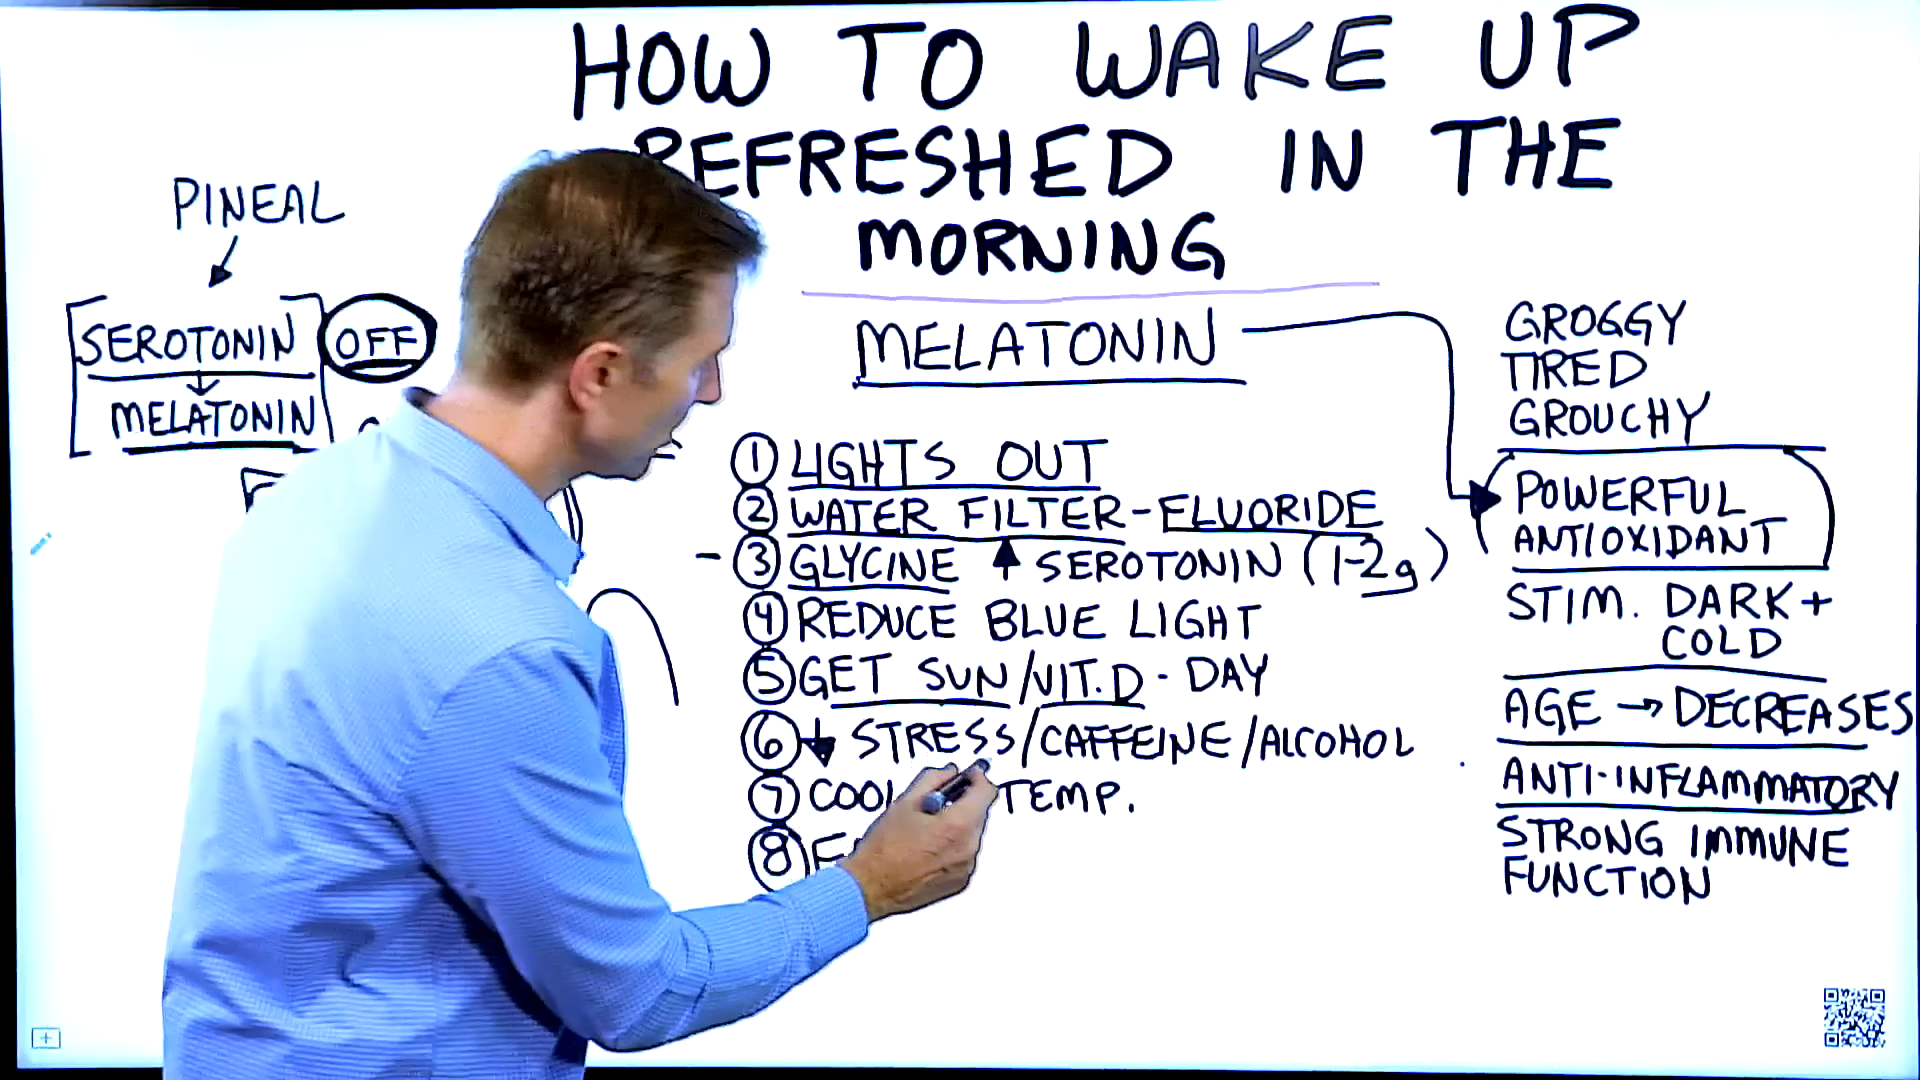 HOW TO WAKE UP
REFRESHED IN THE
MORNING
PINEAL
SEROTONIN OFF
MELATONIN
MELATONIN
① LIGHTS OUT
② WATER FILTER - FLUORIDE
- ③ GLYCINE ↑ SEROTONIN (1-2g)
④ REDUCE BLUE LIGHT
⑤ GET SUN/VIT.D - DAY
⑥ ↓ STRESS/CAFFEINE/ALCOHOL
⑦ TEMP.
⑧
GROGGY
TIRED
GROUCHY
POWERFUL
ANTIOXIDANT
STIM. DARK +
COLD
AGE → DECREASES
ANTI-INFLAMMATORY
STRONG IMMUNE
FUNCTION